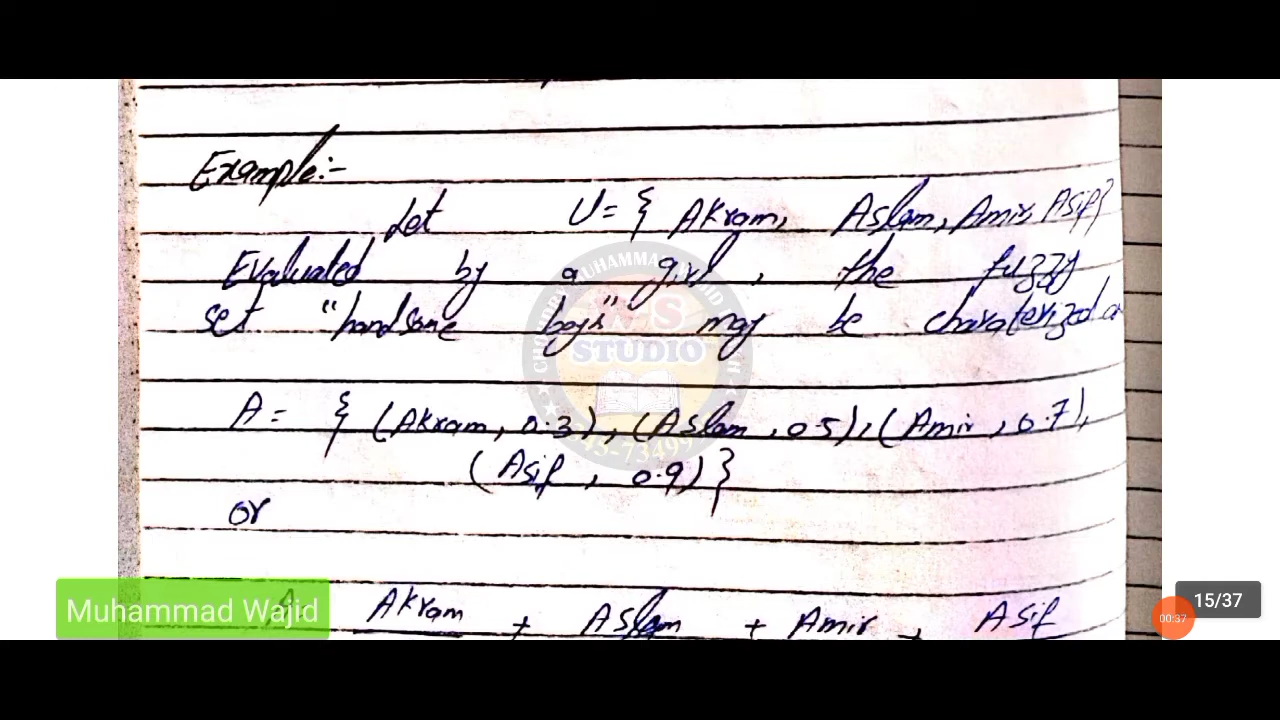 Example:-
Let U= { Akram, Aslam, Amir, Asif}
Evaluated by a girl, the fuzzy
set "handsome boys" may be charaterized as
A= { (Akram, 0.3), (Aslam, 0.5), (Amir, 0.7),
(Asif, 0.9) }
or
Akram + Aslam + Amir + Asif
STUDIO
Muhammad Wajid
15/37
00:37